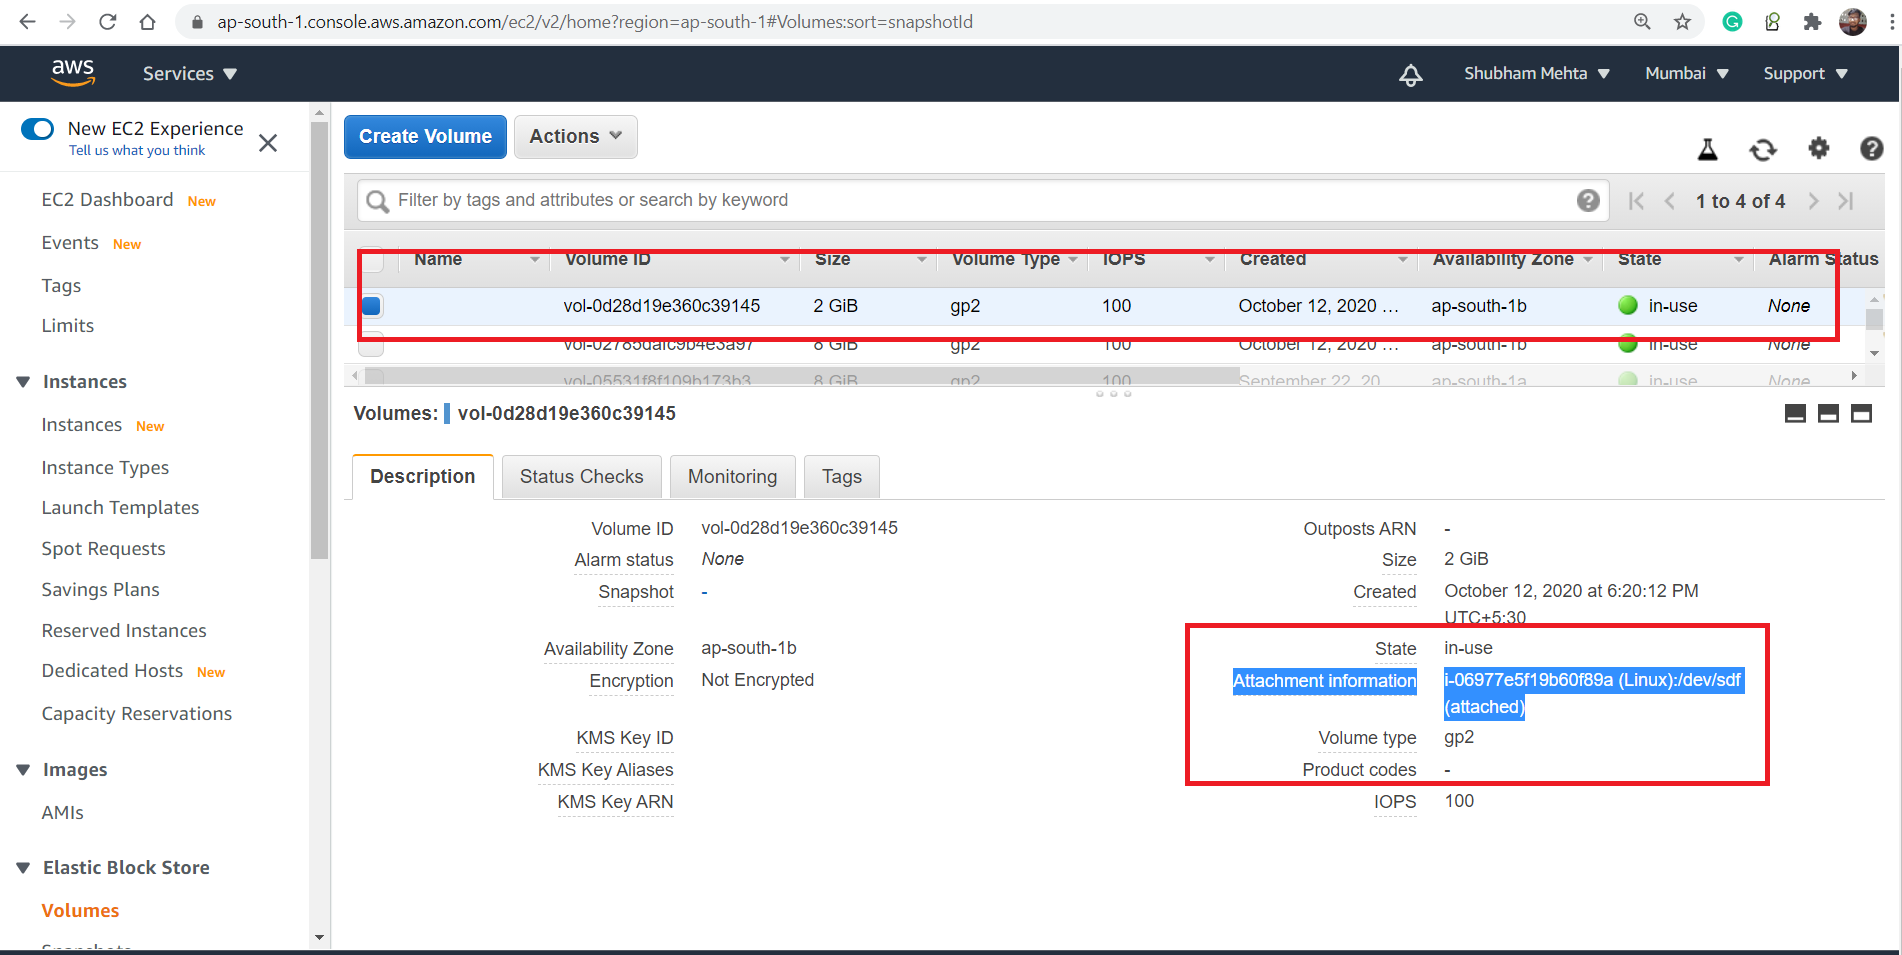 ap-south-1.console.aws.amazon.com/ec2/v2/home?region=ap-south-1#Volumes:sort=snapshotId
aws Services Shubham Mehta Mumbai Support
New EC2 Experience
Tell us what you think
EC2 Dashboard New
Events New
Tags
Limits
Instances
Instances New
Instance Types
Launch Templates
Spot Requests
Savings Plans
Reserved Instances
Dedicated Hosts New
Capacity Reservations
Images
AMIs
Elastic Block Store
Volumes
Snapshots
Create Volume Actions
Filter by tags and attributes or search by keyword 1 to 4 of 4
Name Volume ID Size Volume Type IOPS Created Availability Zone State Alarm Status
vol-0d28d19e360c39145 2 GiB gp2 100 October 12, 2020 ... ap-south-1b in-use None
vol-02785dafc9b4e3a97 8 GiB gp2 100 October 12, 2020 ... ap-south-1b in-use None
vol-05531f8f109b173b3 8 GiB gp2 100 September 22, 20 ap-south-1a in-use None
Volumes: vol-0d28d19e360c39145
Description Status Checks Monitoring Tags
Volume ID vol-0d28d19e360c39145
Alarm status None
Snapshot -
Availability Zone ap-south-1b
Encryption Not Encrypted
KMS Key ID
KMS Key Aliases
KMS Key ARN
Outposts ARN -
Size 2 GiB
Created October 12, 2020 at 6:20:12 PM
UTC+5:30
State in-use
Attachment information i-06977e5f19b60f89a (Linux):/dev/sdf
(attached)
Volume type gp2
Product codes -
IOPS 100